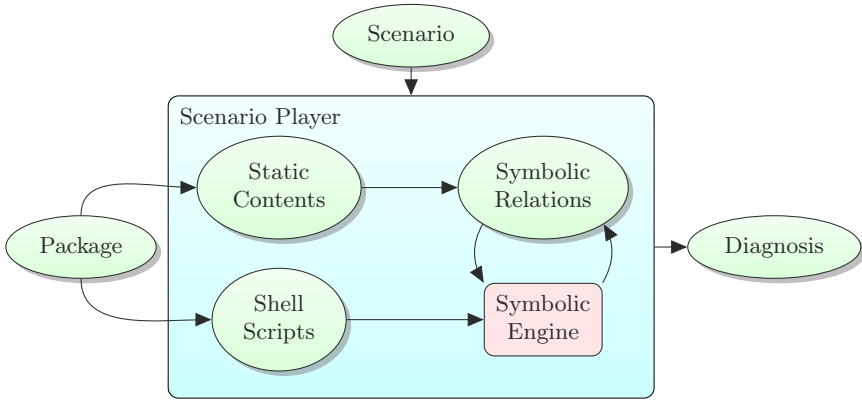 Scenario
Scenario Player
Static
Contents
Symbolic
Relations
Package
Diagnosis
Shell
Scripts
Symbolic
Engine